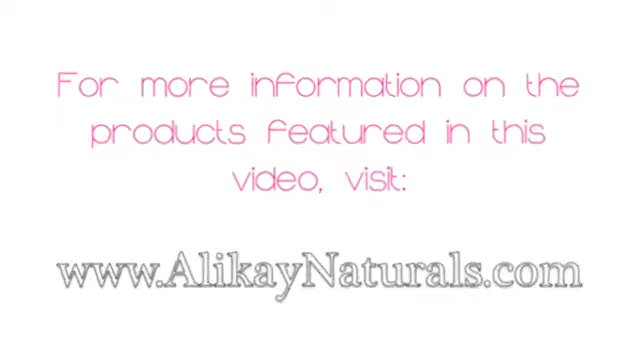 For more information on the
products featured in this
video, visit:
www.AlikayNaturals.com